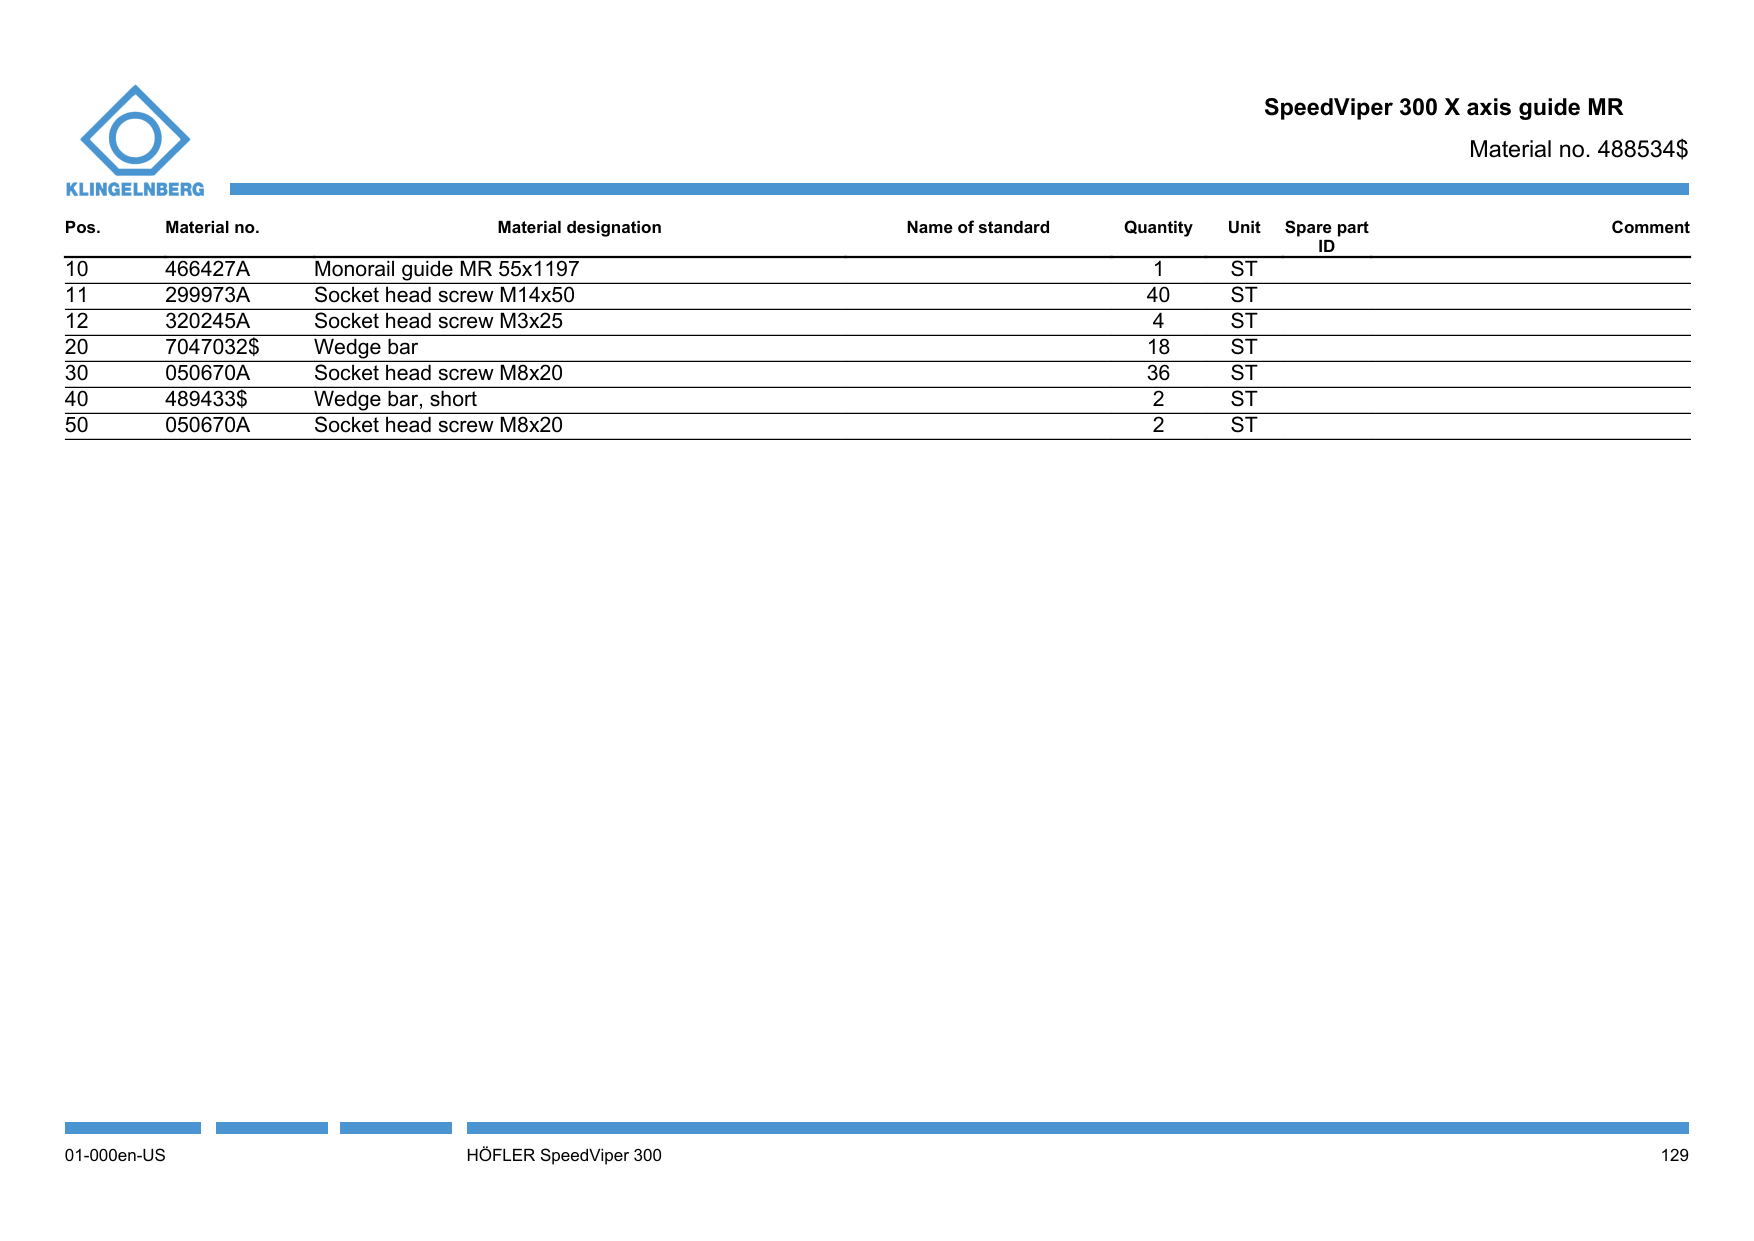 KLINGELNBERG
SpeedViper 300 X axis guide MR
Material no. 488534$
Pos. Material no. Material designation Name of standard Quantity Unit Spare part ID Comment
10 466427A Monorail guide MR 55x1197 1 ST
11 299973A Socket head screw M14x50 40 ST
12 320245A Socket head screw M3x25 4 ST
20 7047032$ Wedge bar 18 ST
30 050670A Socket head screw M8x20 36 ST
40 489433$ Wedge bar, short 2 ST
50 050670A Socket head screw M8x20 2 ST
01-000en-US HÖFLER SpeedViper 300 129